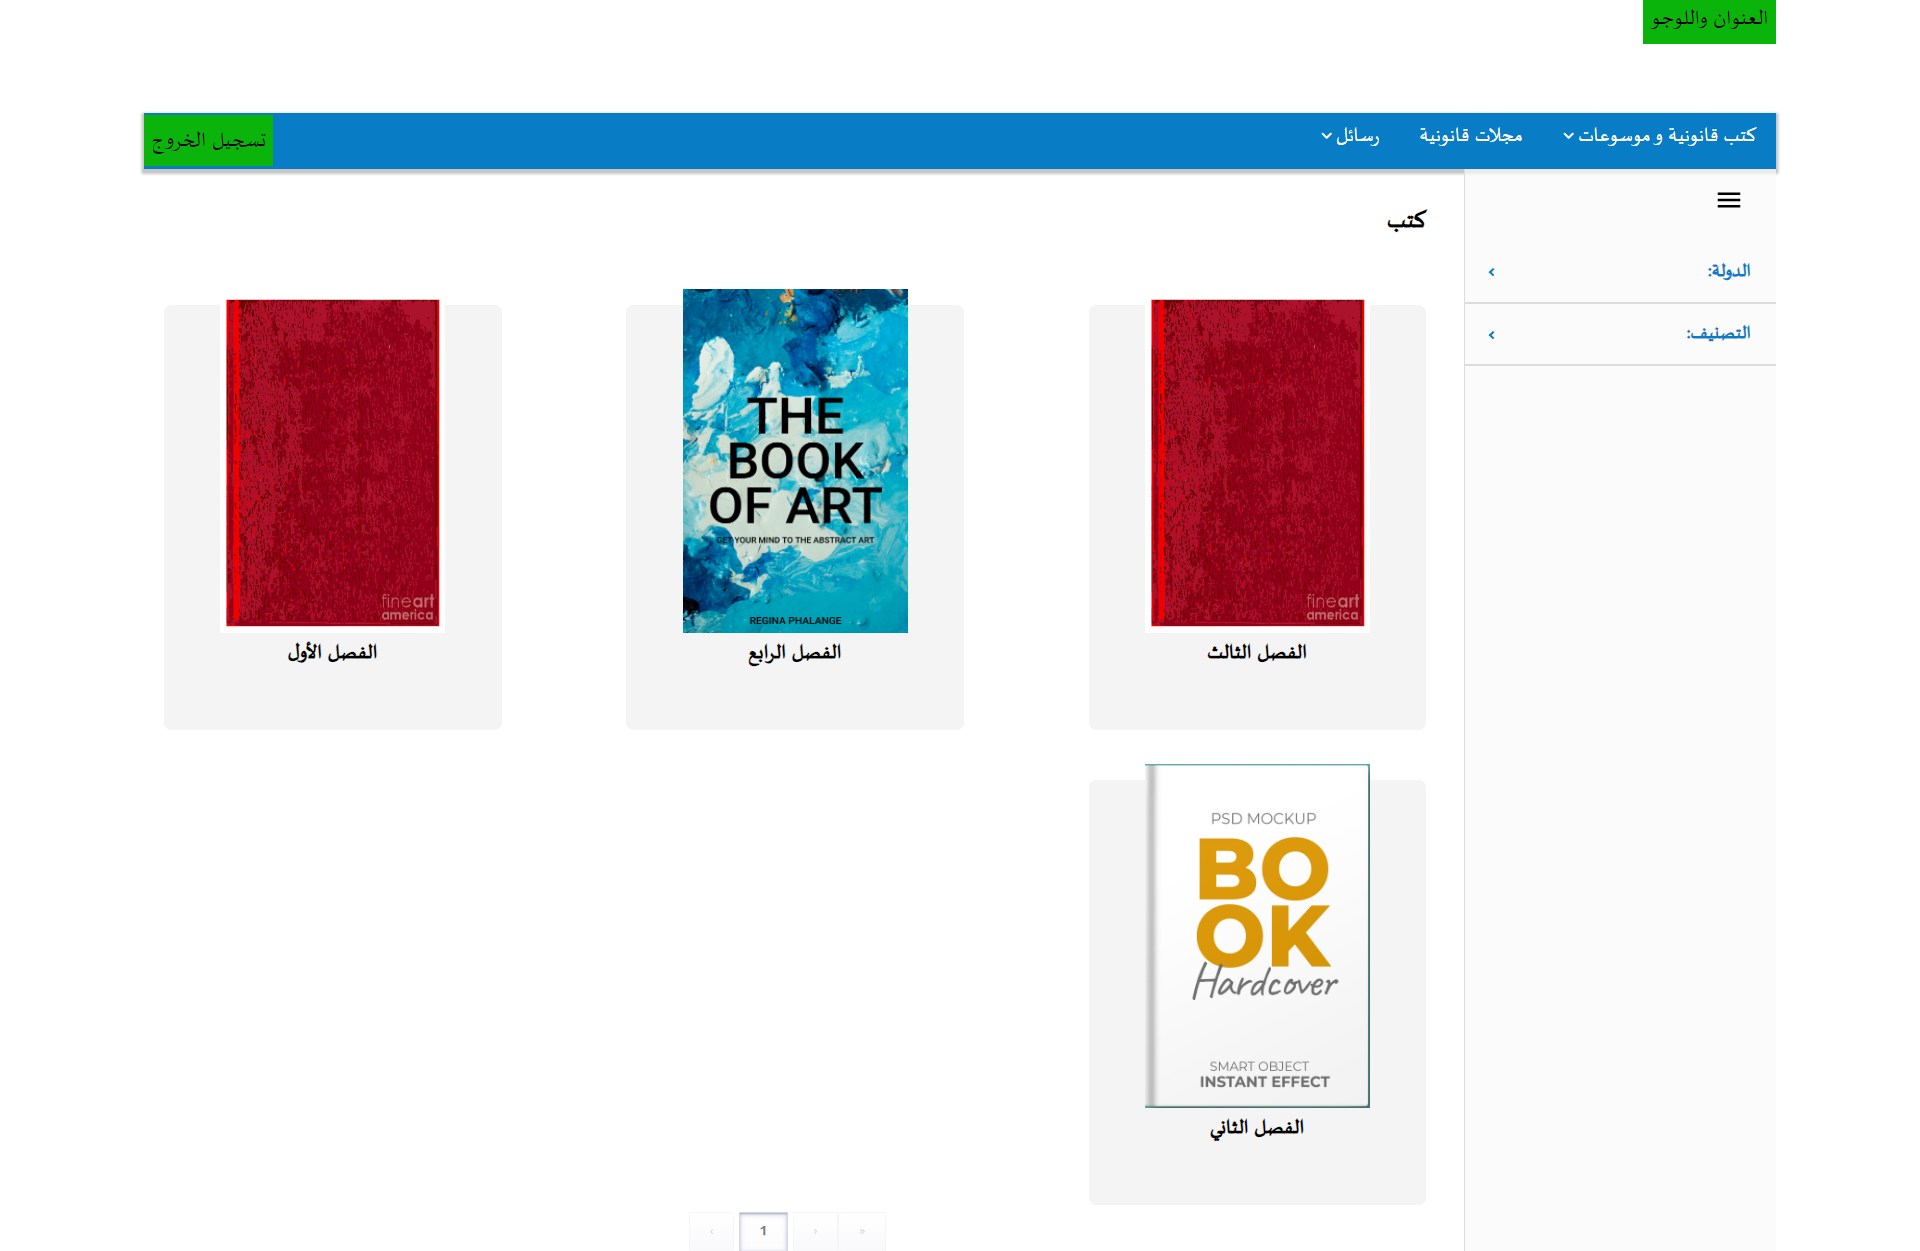 العنوان واللوجو
كتب قانونية و موسوعات
مجلات قانونية
رسائل
تسجيل الخروج
الدولة:
التصنيف:
كتب
fineart
america
الفصل الثالث
THE
BOOK
OF ART
GET YOUR MIND TO THE ABSTRACT ART
REGINA PHALANGE
الفصل الرابع
fineart
america
الفصل الأول
PSD MOCKUP
BO
OK
Hardcover
SMART OBJECT
INSTANT EFFECT
الفصل الثاني
‹ 1 › »